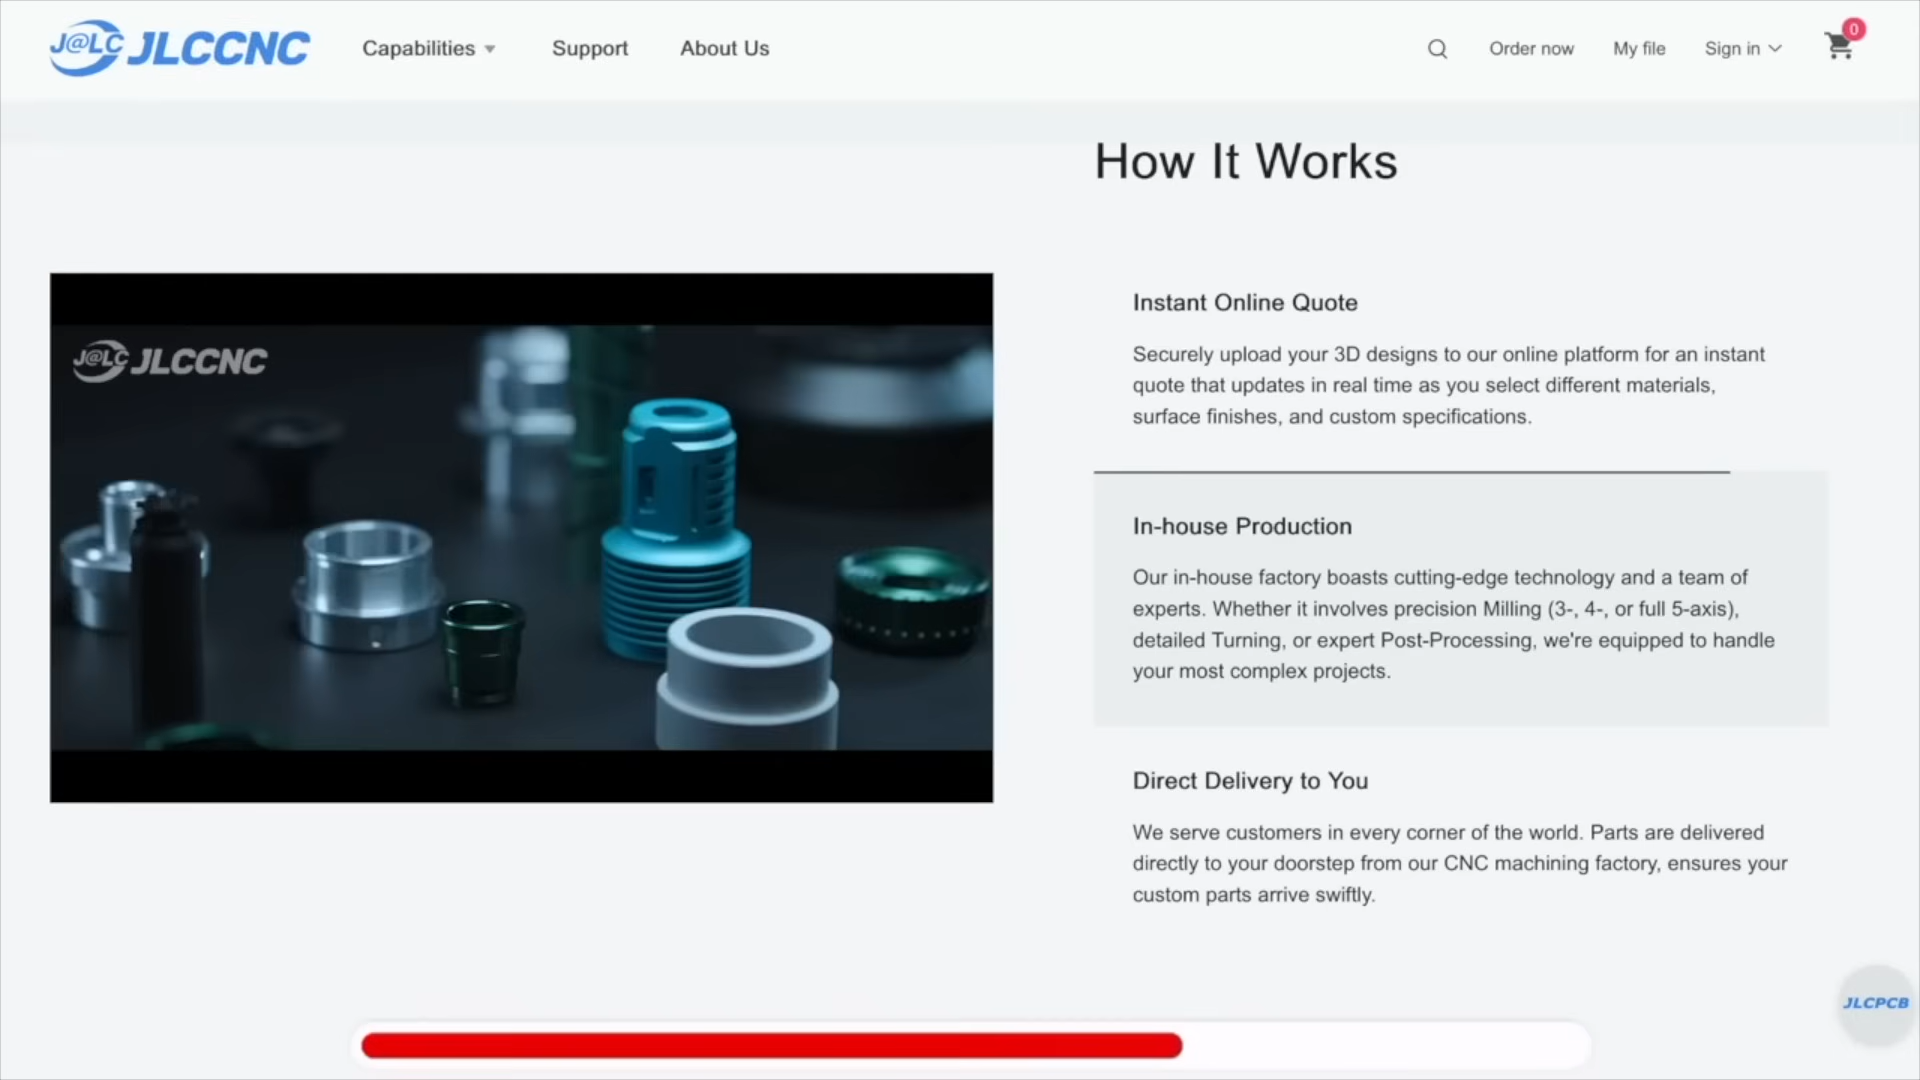 J@LC JLCCNC
Capabilities
Support
About Us
Order now
My file
Sign in
0
How It Works
J@LC JLCCNC
Instant Online Quote
Securely upload your 3D designs to our online platform for an instant
quote that updates in real time as you select different materials,
surface finishes, and custom specifications.
In-house Production
Our in-house factory boasts cutting-edge technology and a team of
experts. Whether it involves precision Milling (3-, 4-, or full 5-axis),
detailed Turning, or expert Post-Processing, we're equipped to handle
your most complex projects.
Direct Delivery to You
We serve customers in every corner of the world. Parts are delivered
directly to your doorstep from our CNC machining factory, ensures your
custom parts arrive swiftly.
JLCPCB